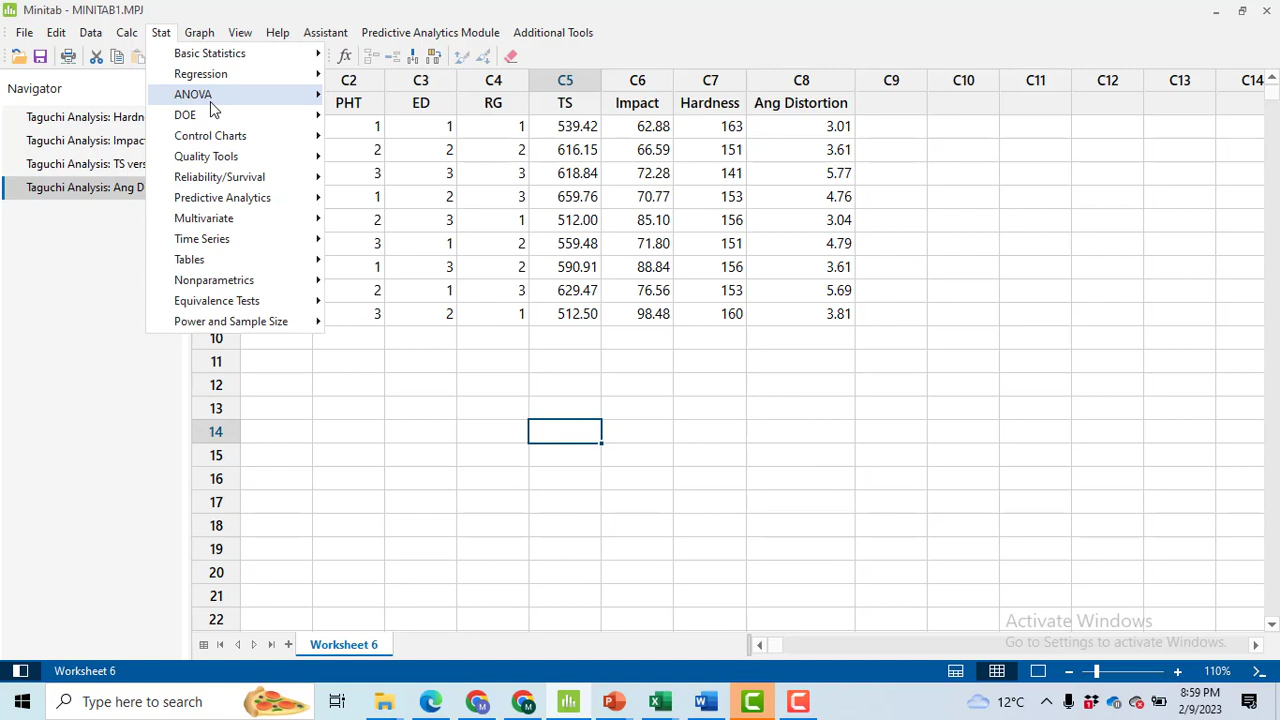 Minitab - MINITAB1.MPJ
File Edit Data Calc Stat Graph View Help Assistant Predictive Analytics Module Additional Tools
Navigator
Taguchi Analysis: Hardn
Taguchi Analysis: Impac
Taguchi Analysis: TS vers
Taguchi Analysis: Ang D
Basic Statistics
Regression
ANOVA
DOE
Control Charts
Quality Tools
Reliability/Survival
Predictive Analytics
Multivariate
Time Series
Tables
Nonparametrics
Equivalence Tests
Power and Sample Size
C2 C3 C4 C5 C6 C7 C8 C9 C10 C11 C12 C13 C14
PHT ED RG TS Impact Hardness Ang Distortion
1 1 1 539.42 62.88 163 3.01
2 2 2 616.15 66.59 151 3.61
3 3 3 618.84 72.28 141 5.77
1 2 3 659.76 70.77 153 4.76
2 3 1 512.00 85.10 156 3.04
3 1 2 559.48 71.80 151 4.79
1 3 2 590.91 88.84 156 3.61
2 1 3 629.47 76.56 153 5.69
3 2 1 512.50 98.48 160 3.81
10
11
12
13
14
15
16
17
18
19
20
21
22
Activate Windows
Go to Settings to activate Windows.
Worksheet 6
Worksheet 6
110%
Type here to search
12°C
8:59 PM
2/9/2023